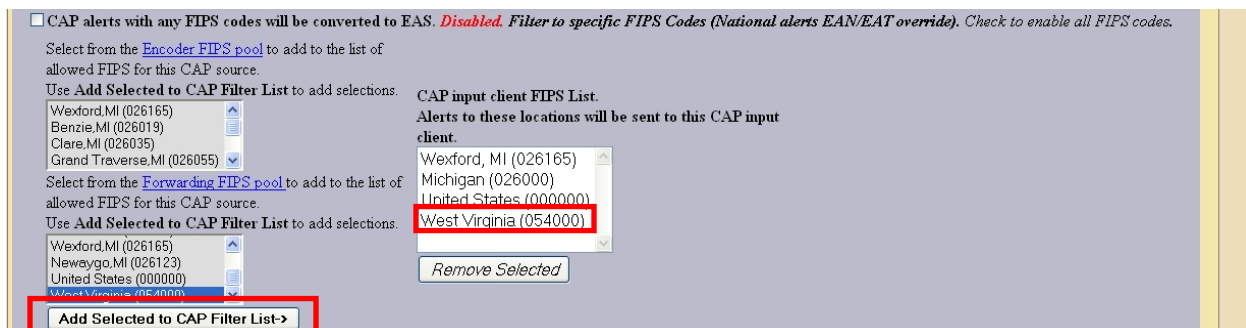 CAP alerts with any FIPS codes will be converted to EAS. Disabled. Filter to specific FIPS Codes (National alerts EAN/EAT override). Check to enable all FIPS codes.
Select from the Encoder FIPS pool to add to the list of
allowed FIPS for this CAP source.
Use Add Selected to CAP Filter List to add selections.
Wexford,MI (026165)
Benzie,MI (026019)
Clare,MI (026035)
Grand Traverse,MI (026055)
Select from the Forwarding FIPS pool to add to the list of
allowed FIPS for this CAP source.
Use Add Selected to CAP Filter List to add selections.
Wexford,MI (026165)
Newaygo,MI (026123)
United States (000000)
West Virginia (054000)
Add Selected to CAP Filter List->
CAP input client FIPS List.
Alerts to these locations will be sent to this CAP input
client.
Wexford, MI (026165)
Michigan (026000)
United States (000000)
West Virginia (054000)
Remove Selected